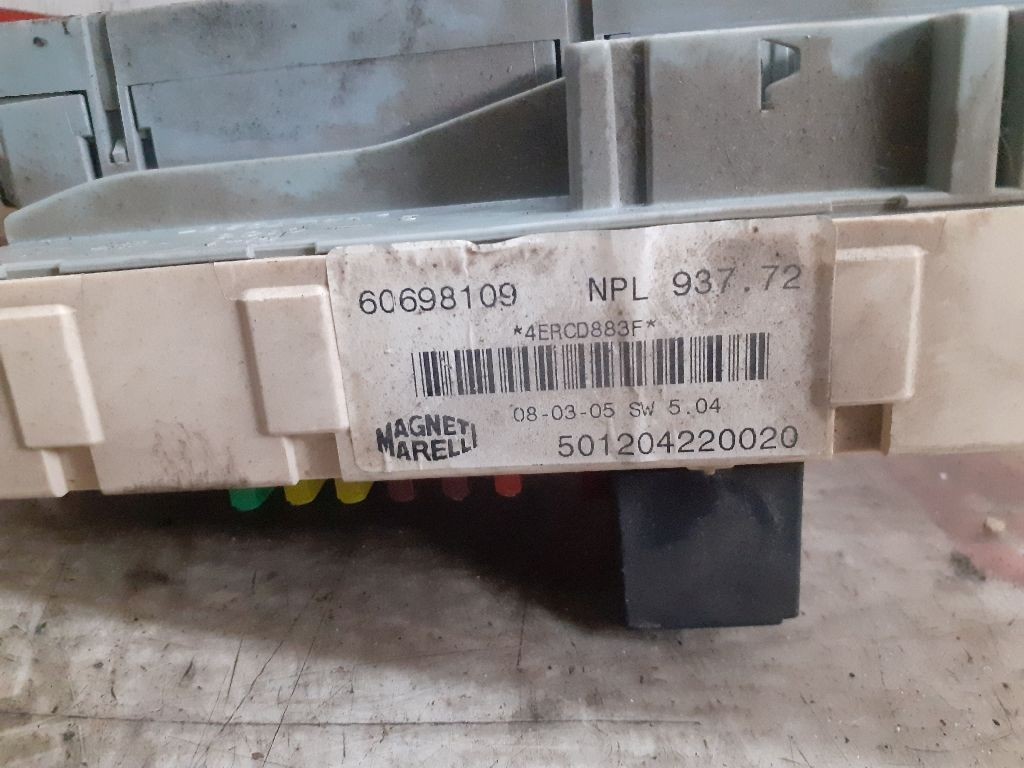 60698109 NPL 937.72
*4ERCD883F*
08-03-05 SW 5.04
MAGNETI
MARELLI
501204220020